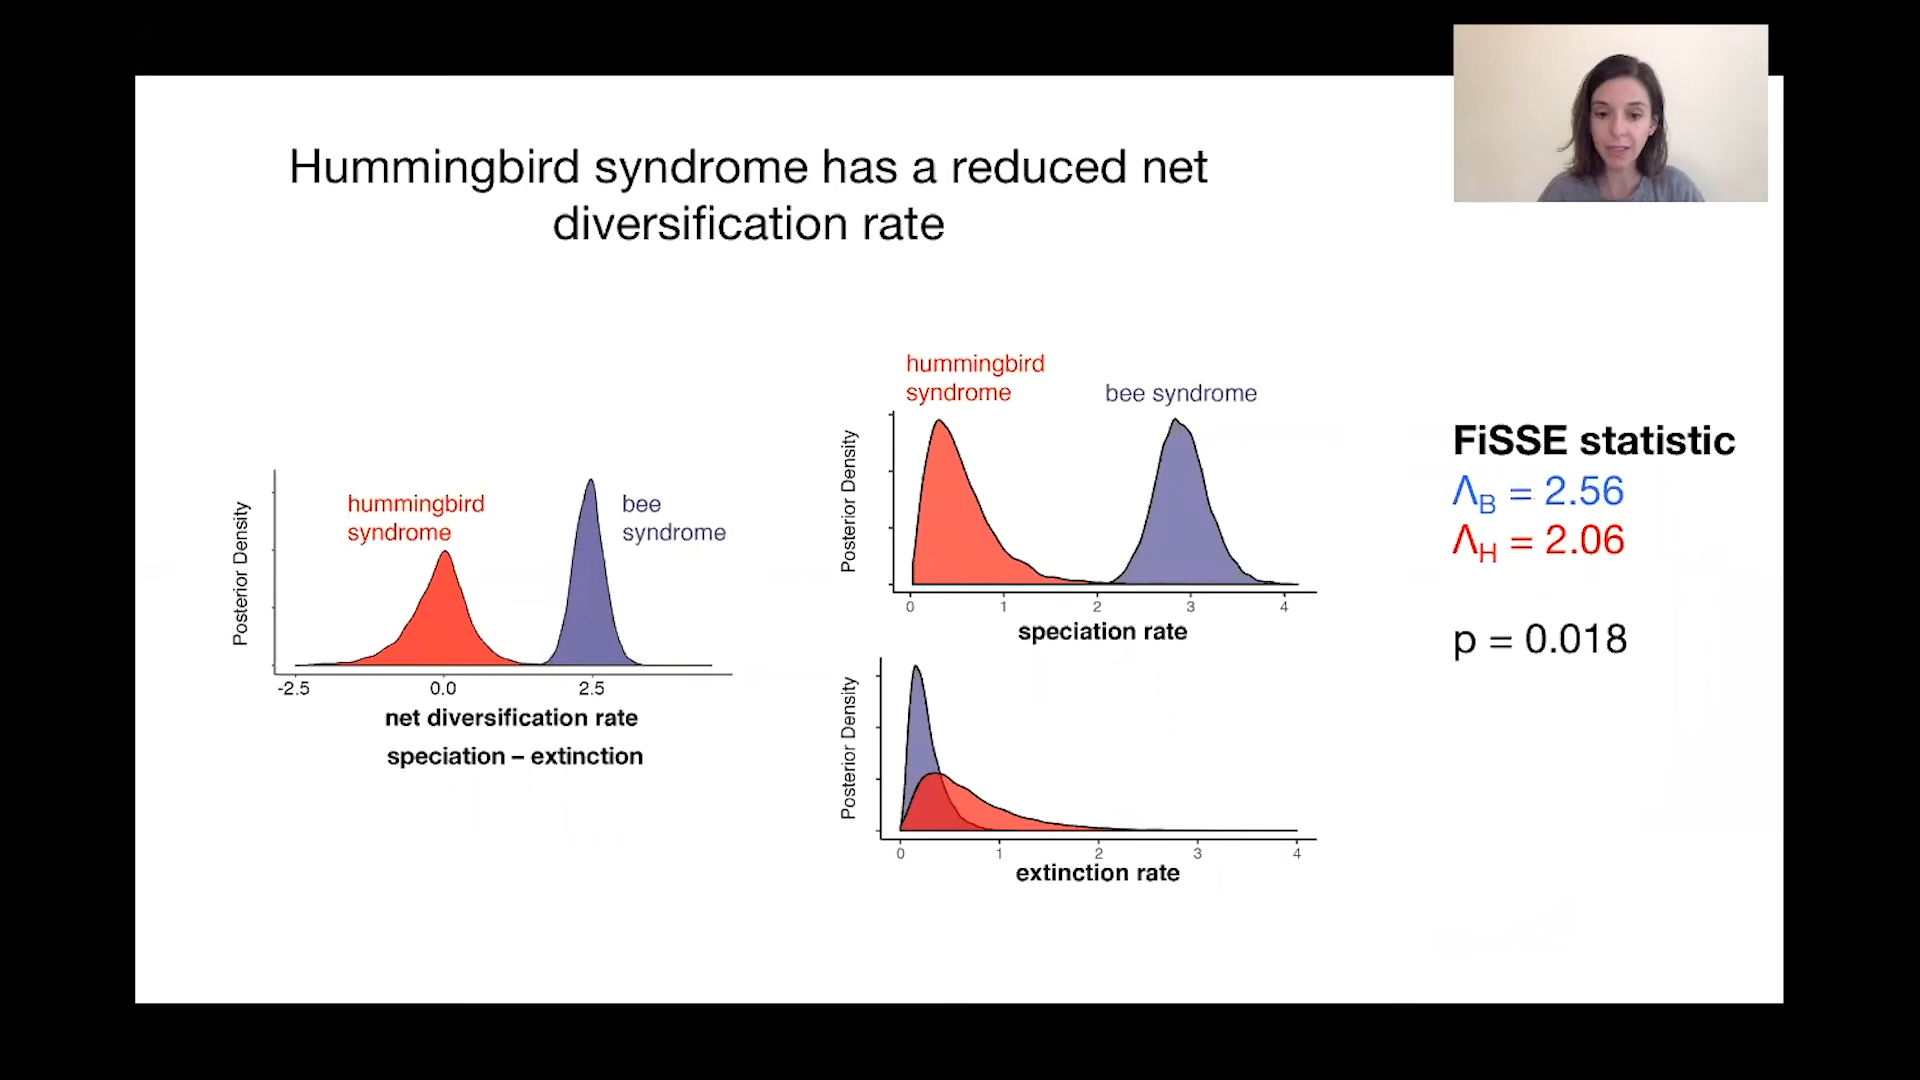 Hummingbird syndrome has a reduced net
diversification rate
hummingbird
syndrome
bee
syndrome
Posterior Density
-2.5 0.0 2.5
net diversification rate
speciation – extinction
hummingbird
syndrome
bee syndrome
Posterior Density
0 1 2 3 4
speciation rate
Posterior Density
0 1 2 3 4
extinction rate
FiSSE statistic
ΛB = 2.56
ΛH = 2.06
p = 0.018